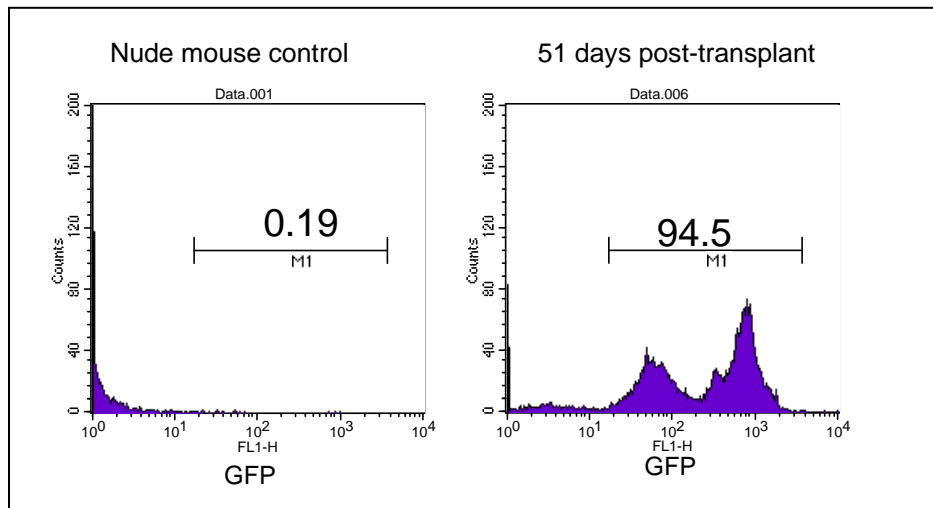 Nude mouse control
Data.001
200
160
120
80
40
0
Counts
0.19
M1
10^0 10^1 10^2 10^3 10^4
FL1-H
GFP
51 days post-transplant
Data.006
200
160
120
80
40
0
Counts
94.5
M1
10^0 10^1 10^2 10^3 10^4
FL1-H
GFP